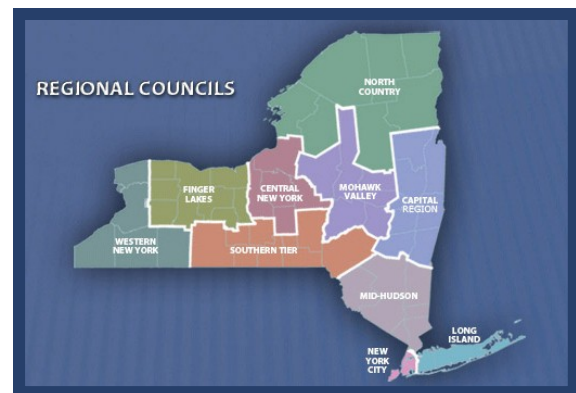 REGIONAL COUNCILS
NORTH
COUNTRY
FINGER
LAKES
CENTRAL
NEW YORK
MOHAWK
VALLEY
CAPITAL
REGION
WESTERN
NEW YORK
SOUTHERN TIER
MID-HUDSON
LONG
ISLAND
NEW
YORK
CITY